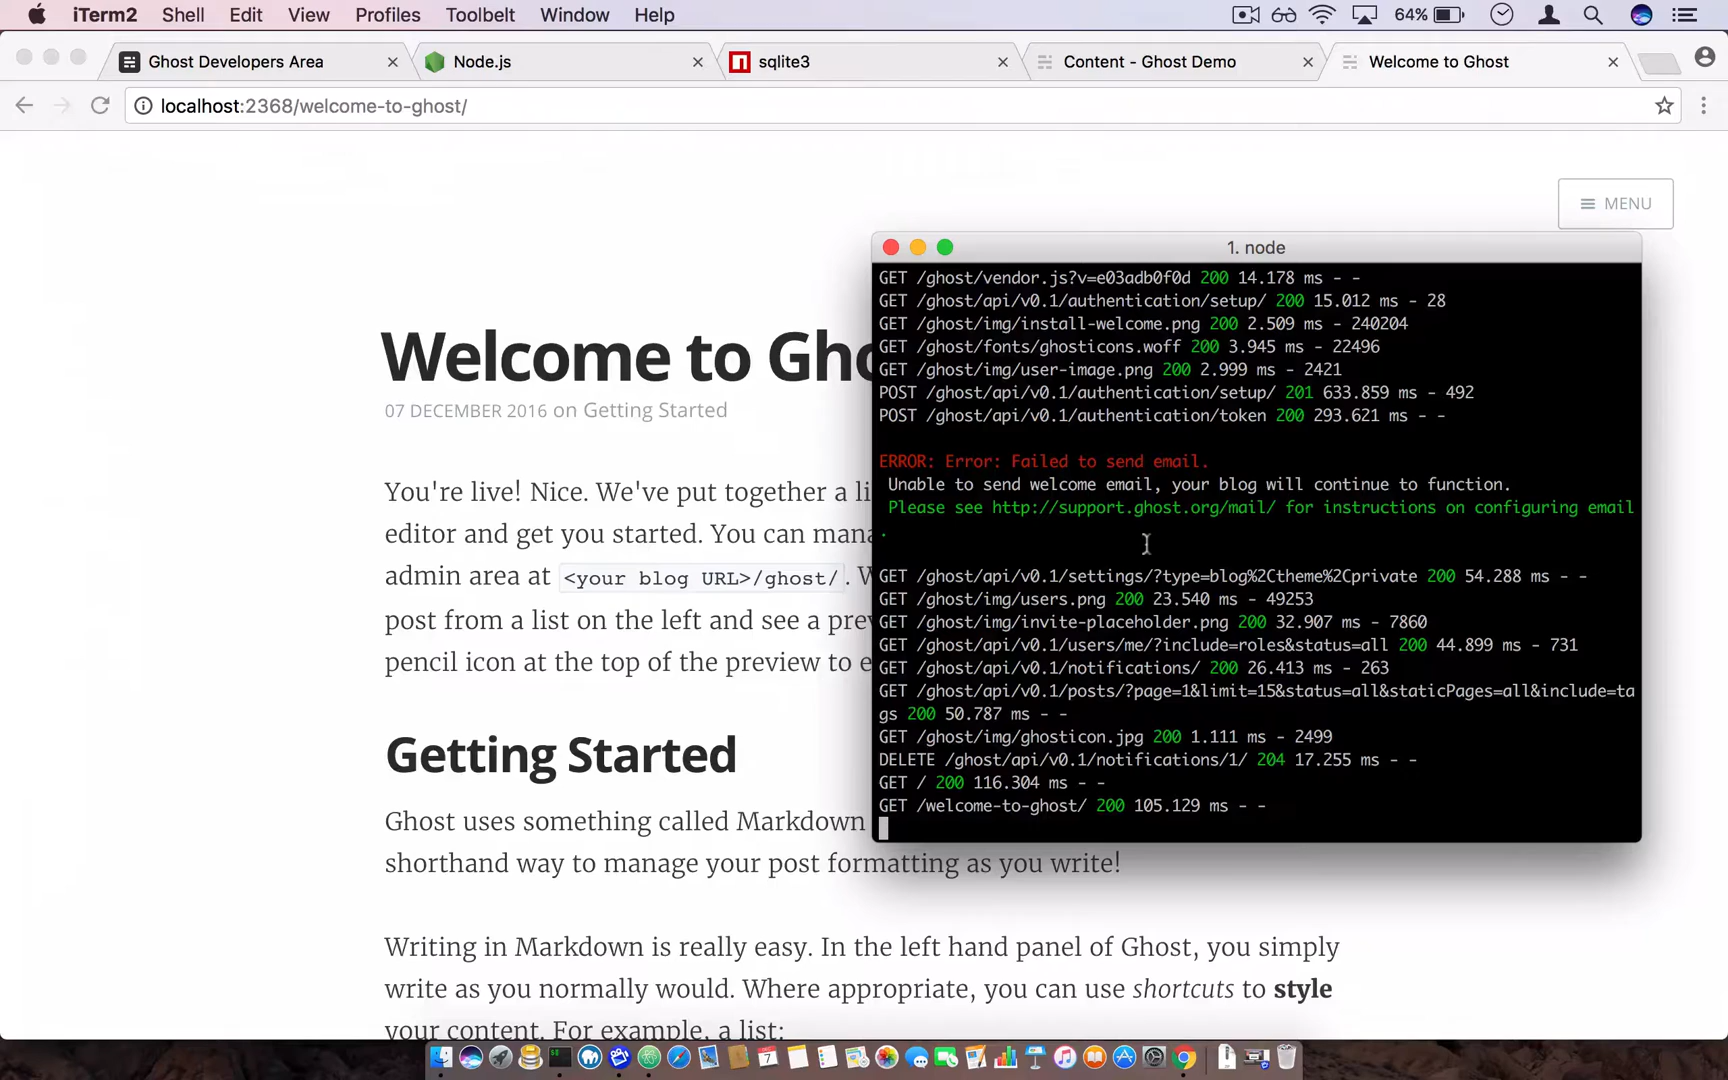 iTerm2 Shell Edit View Profiles Toolbelt Window Help 64%
Ghost Developers Area Node.js sqlite3 Content - Ghost Demo Welcome to Ghost
localhost:2368/welcome-to-ghost/
MENU
Welcome to Gho
07 DECEMBER 2016 on Getting Started
You're live! Nice. We've put together a li
editor and get you started. You can mana
admin area at <your blog URL>/ghost/. W
post from a list on the left and see a prev
pencil icon at the top of the preview to e
Getting Started
Ghost uses something called Markdown
shorthand way to manage your post formatting as you write!
Writing in Markdown is really easy. In the left hand panel of Ghost, you simply
write as you normally would. Where appropriate, you can use shortcuts to style
your content. For example, a list:
1. node
GET /ghost/vendor.js?v=e03adb0f0d 200 14.178 ms - -
GET /ghost/api/v0.1/authentication/setup/ 200 15.012 ms - 28
GET /ghost/img/install-welcome.png 200 2.509 ms - 240204
GET /ghost/fonts/ghosticons.woff 200 3.945 ms - 22496
GET /ghost/img/user-image.png 200 2.999 ms - 2421
POST /ghost/api/v0.1/authentication/setup/ 201 633.859 ms - 492
POST /ghost/api/v0.1/authentication/token 200 293.621 ms - -
ERROR: Error: Failed to send email.
Unable to send welcome email, your blog will continue to function.
Please see http://support.ghost.org/mail/ for instructions on configuring email
.
GET /ghost/api/v0.1/settings/?type=blog%2Ctheme%2Cprivate 200 54.288 ms - -
GET /ghost/img/users.png 200 23.540 ms - 49253
GET /ghost/img/invite-placeholder.png 200 32.907 ms - 7860
GET /ghost/api/v0.1/users/me/?include=roles&status=all 200 44.899 ms - 731
GET /ghost/api/v0.1/notifications/ 200 26.413 ms - 263
GET /ghost/api/v0.1/posts/?page=1&limit=15&status=all&staticPages=all&include=ta
gs 200 50.787 ms - -
GET /ghost/img/ghosticon.jpg 200 1.111 ms - 2499
DELETE /ghost/api/v0.1/notifications/1/ 204 17.255 ms - -
GET / 200 116.304 ms - -
GET /welcome-to-ghost/ 200 105.129 ms - -
7